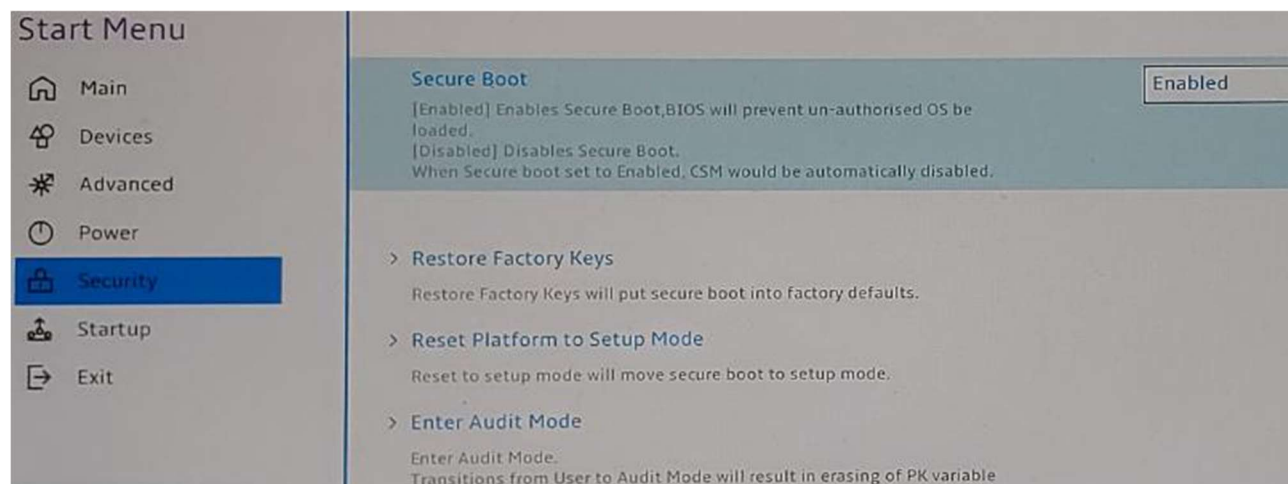 Start Menu
Main
Devices
Advanced
Power
Security
Startup
Exit
Secure Boot
Enabled
[Enabled] Enables Secure Boot,BIOS will prevent un-authorised OS be
loaded.
[Disabled] Disables Secure Boot.
When Secure boot set to Enabled, CSM would be automatically disabled.
> Restore Factory Keys
Restore Factory Keys will put secure boot into factory defaults.
> Reset Platform to Setup Mode
Reset to setup mode will move secure boot to setup mode.
> Enter Audit Mode
Enter Audit Mode.
Transitions from User to Audit Mode will result in erasing of PK variable